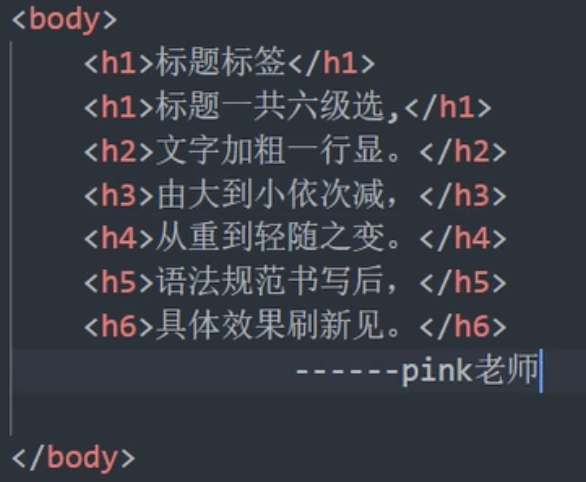 <body>
<h1>标题标签</h1>
<h1>标题一共六级选,</h1>
<h2>文字加粗一行显。</h2>
<h3>由大到小依次减，</h3>
<h4>从重到轻随之变。</h4>
<h5>语法规范书写后，</h5>
<h6>具体效果刷新见。</h6>
------pink老师
</body>